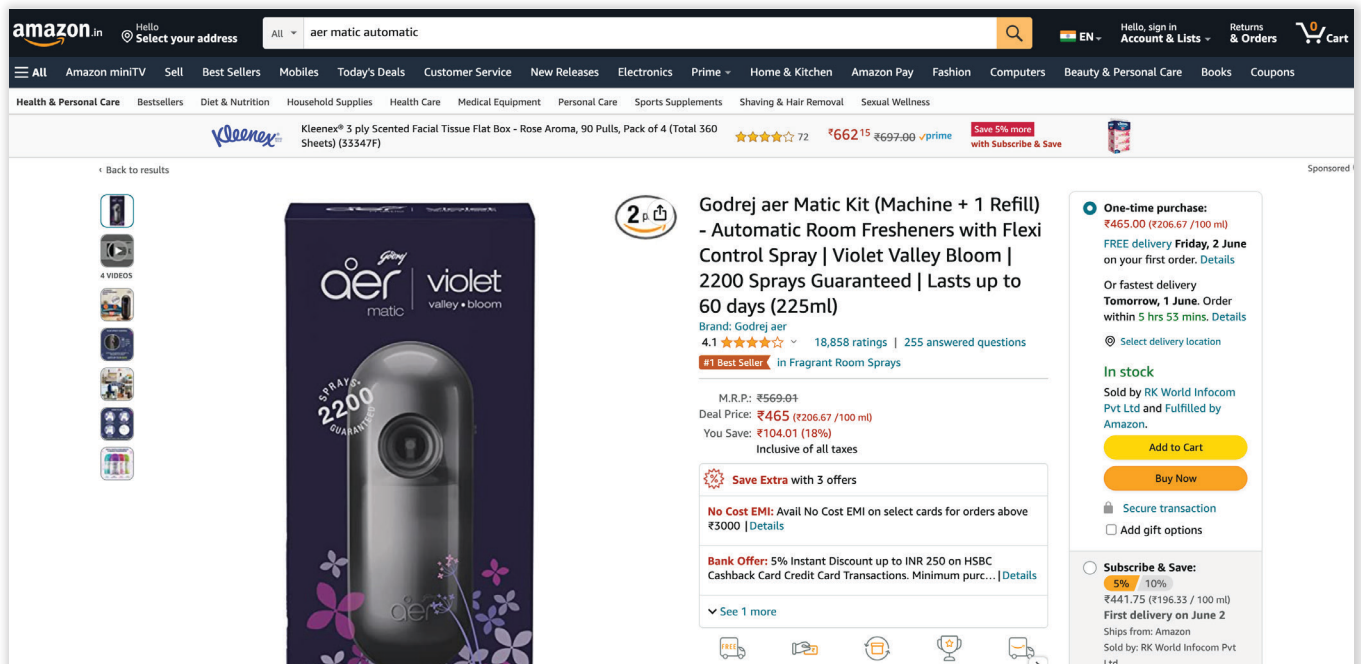 amazon.in
Hello
Select your address
All
aer matic automatic
EN
Hello, sign in
Account & Lists
Returns
& Orders
0
Cart
All
Amazon miniTV
Sell
Best Sellers
Mobiles
Today's Deals
Customer Service
New Releases
Electronics
Prime
Home & Kitchen
Amazon Pay
Fashion
Computers
Beauty & Personal Care
Books
Coupons
Health & Personal Care
Bestsellers
Diet & Nutrition
Household Supplies
Health Care
Medical Equipment
Personal Care
Sports Supplements
Shaving & Hair Removal
Sexual Wellness
Kleenex
Kleenex® 3 ply Scented Facial Tissue Flat Box - Rose Aroma, 90 Pulls, Pack of 4 (Total 360
Sheets) (33347F)
72
₹662 15 ₹697.00 prime
Save 5% more
with Subscribe & Save
‹ Back to results
Sponsored
4 VIDEOS
Godrej
aer
matic
violet
valley • bloom
SPRAYS
2200
GUARANTEED
aer
2
Godrej aer Matic Kit (Machine + 1 Refill)
- Automatic Room Fresheners with Flexi
Control Spray | Violet Valley Bloom |
2200 Sprays Guaranteed | Lasts up to
60 days (225ml)
Brand: Godrej aer
4.1
18,858 ratings | 255 answered questions
#1 Best Seller in Fragrant Room Sprays
M.R.P.: ₹569.01
Deal Price: ₹465 (₹206.67 /100 ml)
You Save: ₹104.01 (18%)
Inclusive of all taxes
Save Extra with 3 offers
No Cost EMI: Avail No Cost EMI on select cards for orders above
₹3000 | Details
Bank Offer: 5% Instant Discount up to INR 250 on HSBC
Cashback Card Credit Card Transactions. Minimum purc… | Details
See 1 more
FREE
One-time purchase:
₹465.00 (₹206.67 /100 ml)
FREE delivery Friday, 2 June
on your first order. Details
Or fastest delivery
Tomorrow, 1 June. Order
within 5 hrs 53 mins. Details
Select delivery location
In stock
Sold by RK World Infocom
Pvt Ltd and Fulfilled by
Amazon.
Add to Cart
Buy Now
Secure transaction
Add gift options
Subscribe & Save:
5% 10%
₹441.75 (₹196.33 / 100 ml)
First delivery on June 2
Ships from: Amazon
Sold by: RK World Infocom Pvt
Ltd